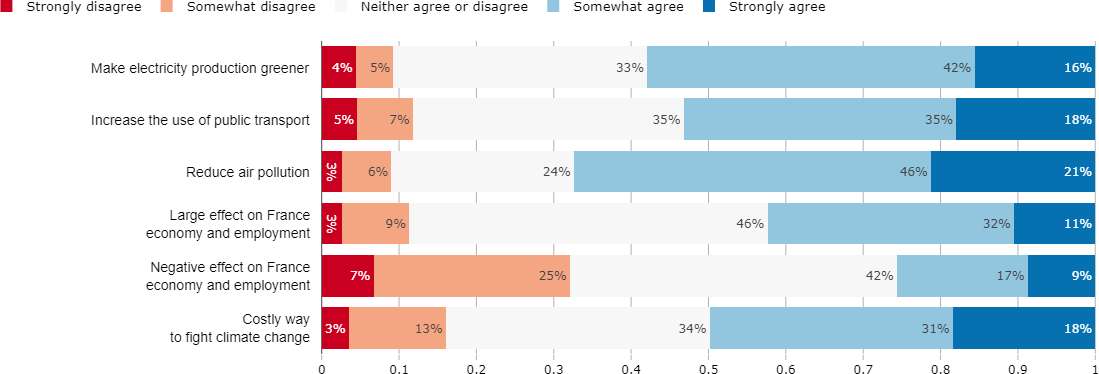 Strongly disagree Somewhat disagree Neither agree or disagree Somewhat agree Strongly agree
Make electricity production greener 4% 5% 33% 42% 16%
Increase the use of public transport 5% 7% 35% 35% 18%
Reduce air pollution 3% 6% 24% 46% 21%
Large effect on France
economy and employment 3% 9% 46% 32% 11%
Negative effect on France
economy and employment 7% 25% 42% 17% 9%
Costly way
to fight climate change 3% 13% 34% 31% 18%
0 0.1 0.2 0.3 0.4 0.5 0.6 0.7 0.8 0.9 1